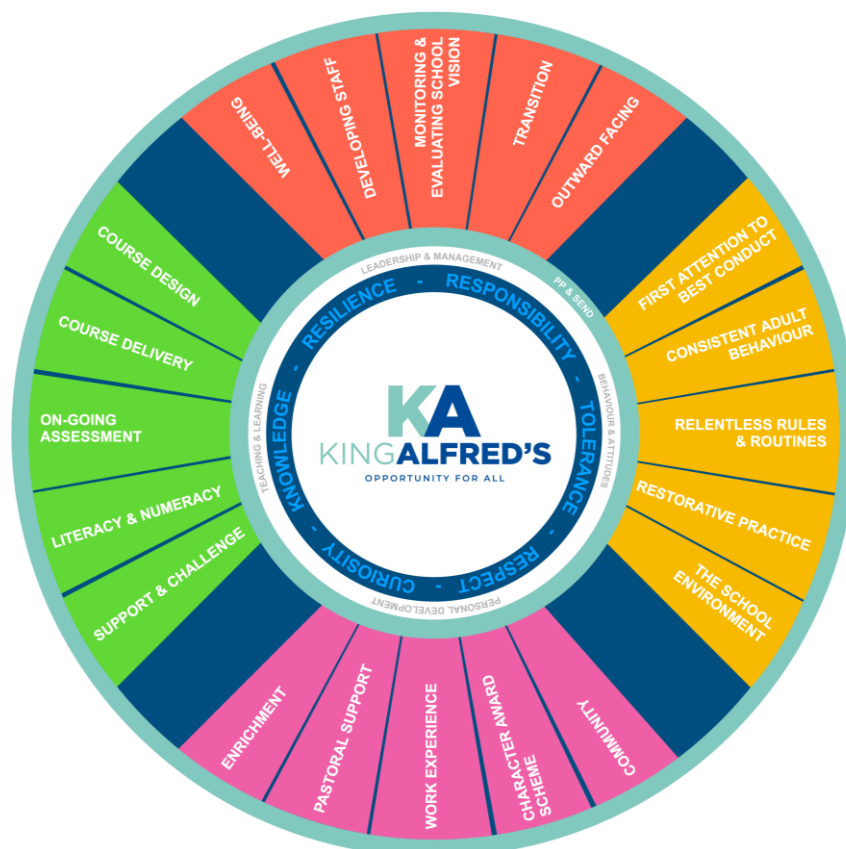 WELL-BEING
DEVELOPING STAFF
MONITORING &
EVALUATING SCHOOL
VISION
TRANSITION
OUTWARD FACING
FIRST ATTENTION TO
BEST CONDUCT
CONSISTENT ADULT
BEHAVIOUR
RELENTLESS RULES
& ROUTINES
RESTORATIVE PRACTICE
THE SCHOOL
ENVIRONMENT
COMMUNITY
CHARACTER AWARD
SCHEME
WORK EXPERIENCE
PASTORAL SUPPORT
ENRICHMENT
SUPPORT & CHALLENGE
LITERACY & NUMERACY
ON-GOING
ASSESSMENT
COURSE DELIVERY
COURSE DESIGN
LEADERSHIP & MANAGEMENT
PP & SEND
BEHAVIOUR & ATTITUDES
PERSONAL DEVELOPMENT
TEACHING & LEARNING
RESILIENCE - RESPONSIBILITY - TOLERANCE - RESPECT - CURIOSITY - KNOWLEDGE -
KA
KINGALFRED'S
OPPORTUNITY FOR ALL